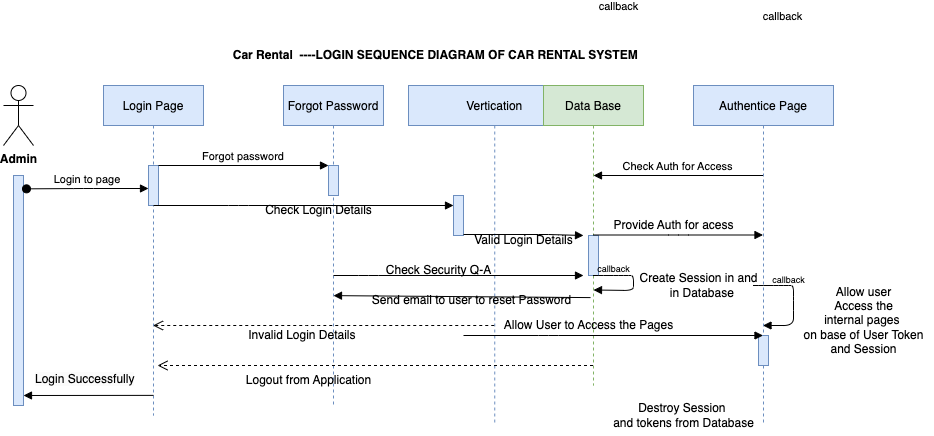 callback
callback
Car Rental ----LOGIN SEQUENCE DIAGRAM OF CAR RENTAL SYSTEM
Login Page
Forgot Password
Vertication
Data Base
Authentice Page
Admin
Forgot password
Check Auth for Access
Login to page
Check Login Details
Provide Auth for acess
Valid Login Details
Check Security Q-A
callback
Create Session in and
in Database
callback
Send email to user to reset Password
Allow user
Access the
internal pages
on base of User Token
and Session
Allow User to Access the Pages
Invalid Login Details
Login Successfully
Logout from Application
Destroy Session
and tokens from Database